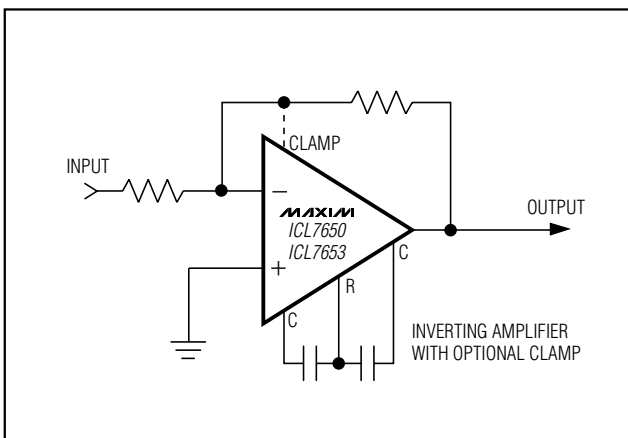 CLAMP
INPUT
−
MAXIM
ICL7650
ICL7653
OUTPUT
+
C
R
C
INVERTING AMPLIFIER
WITH OPTIONAL CLAMP